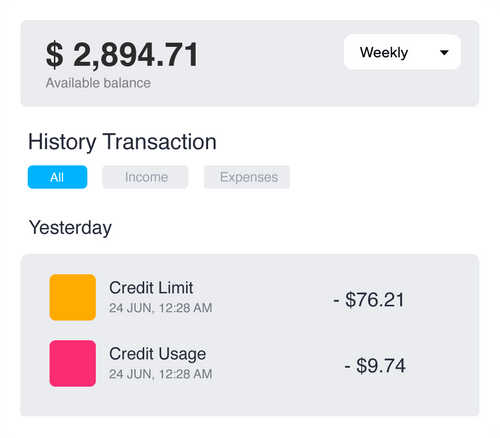 $ 2,894.71
Weekly
Available balance
History Transaction
All Income Expenses
Yesterday
Credit Limit
24 JUN, 12:28 AM
- $76.21
Credit Usage
24 JUN, 12:28 AM
- $9.74